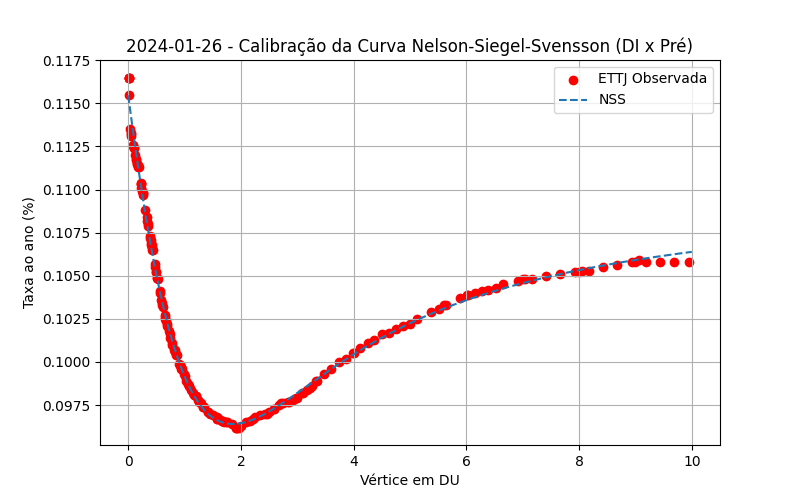 2024-01-26 - Calibração da Curva Nelson-Siegel-Svensson (DI x Pré)
ETTJ Observada
NSS
Taxa ao ano (%)
0.1175
0.1150
0.1125
0.1100
0.1075
0.1050
0.1025
0.1000
0.0975
0 2 4 6 8 10
Vértice em DU